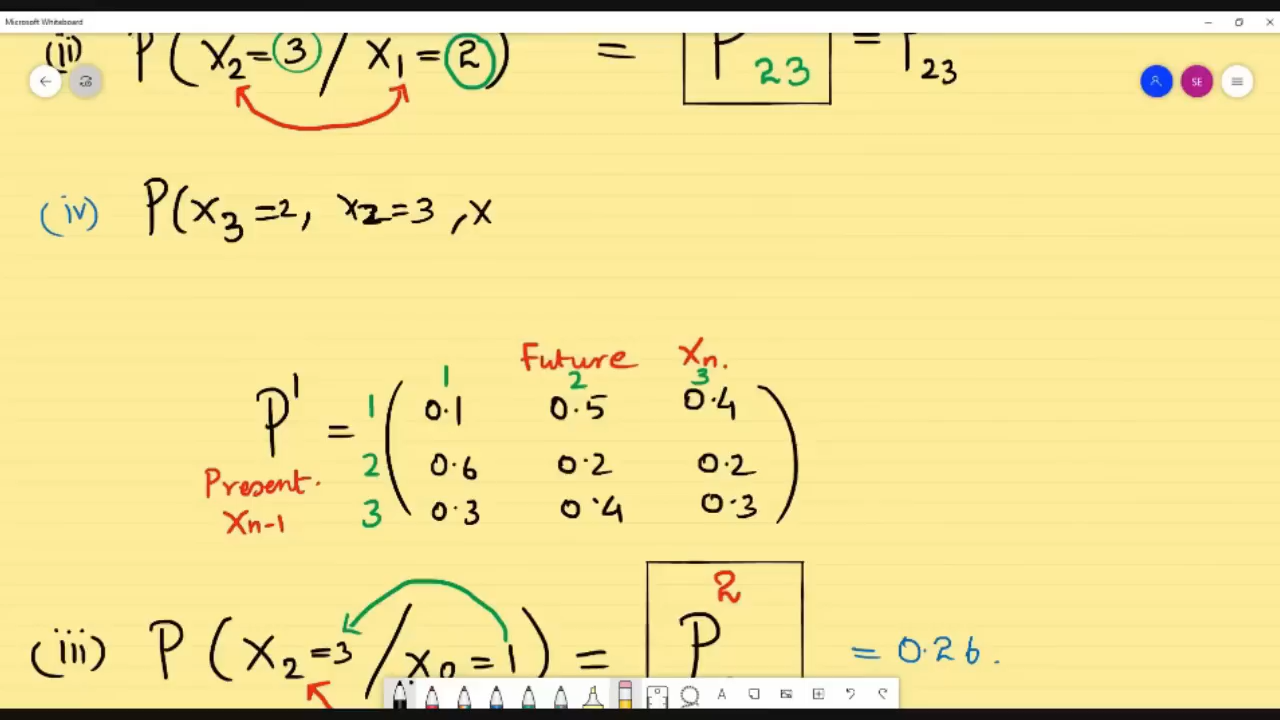 Microsoft Whiteboard
(ii) P(X₂=3 / X₁=2) = P₂₃ = P₂₃
SE
(iv) P(X₃=2, X₂=3, X
Future Xₙ.
1 2 3
P¹ = 1 0.1 0.5 0.4
2 0.6 0.2 0.2
Present.
Xₙ₋₁ 3 0.3 0.4 0.3
(iii) P(X₂=3 / X₀=1) = P² = 0.26.